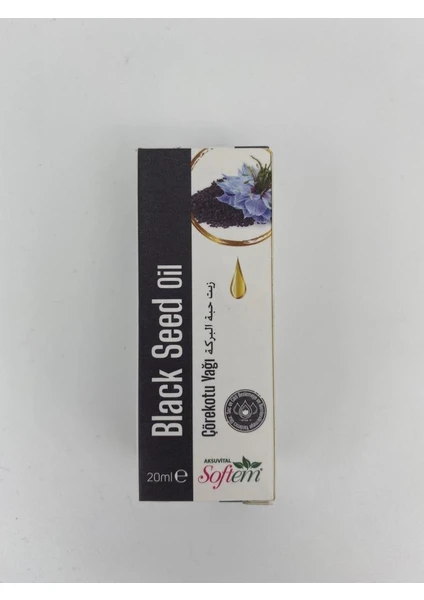 Black Seed Oil
Çörekotu Yağı زيت حبة البركة
20ml e
AKSUVİTAL
Softem